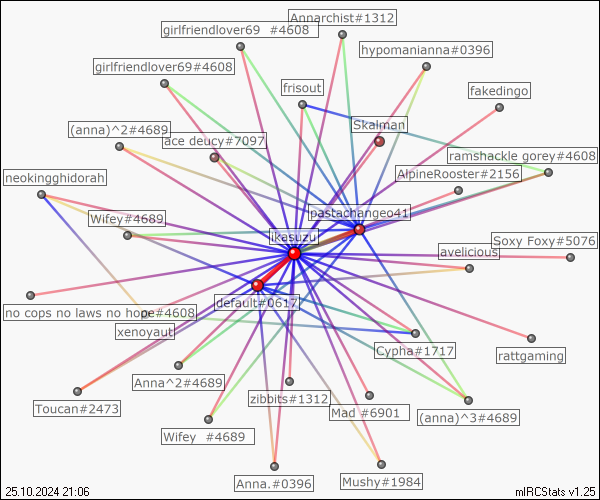 Annarchist#1312
girlfriendlover69 #4608
hypomanianna#0396
girlfriendlover69#4608
frisout
fakedingo
Skalman
(anna)^2#4689
ace deucy#7097
ramshackle gorey#4608
neokingghidorah
AlpineRooster#2156
pastachangeo41
Wifey#4689
ikasuzu
Soxy Foxy#5076
avelicious
default#0617
no cops no laws no hope#4608
xenoyaut
Cypha#1717
rattgaming
Anna^2#4689
zibbits#1312
Toucan#2473
Mad #6901
(anna)^3#4689
Wifey #4689
Anna.#0396
Mushy#1984
25.10.2024 21:06
mIRCStats v1.25